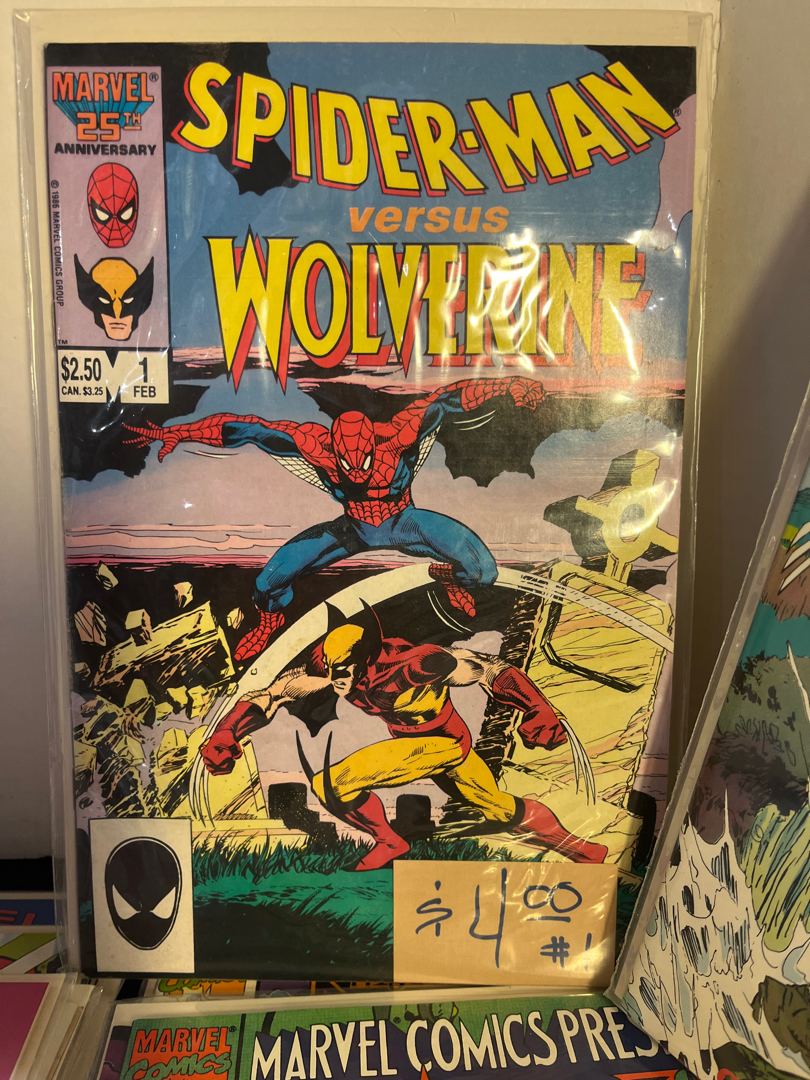 MARVEL®
25TH
ANNIVERSARY
© 1986 MARVEL COMICS GROUP
TM
$2.50
CAN. $3.25
1
FEB
SPIDER-MAN®
versus
WOLVERINE
$4.00
#1
MARVEL
COMICS
MARVEL COMICS PRES